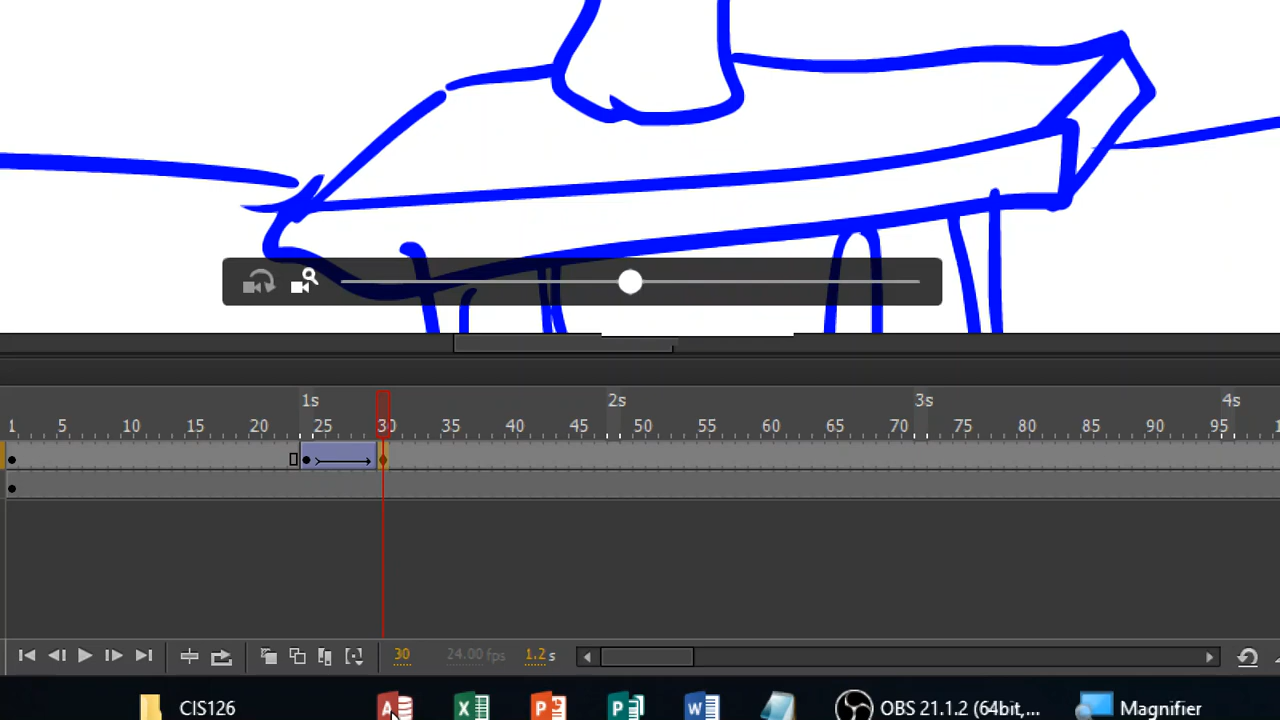 1s 2s 3s 4s
1 5 10 15 20 25 30 35 40 45 50 55 60 65 70 75 80 85 90 95
30 24.00 fps 1.2 s
CIS126 OBS 21.1.2 (64bit,... Magnifier